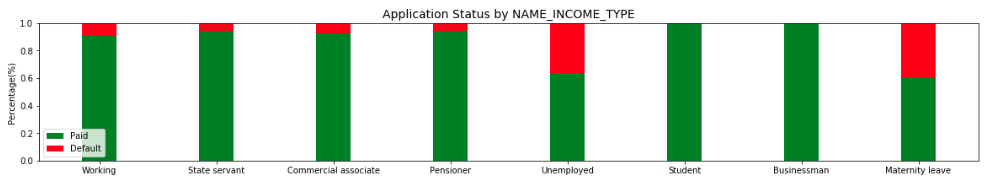 Application Status by NAME_INCOME_TYPE
Percentage(%)
1.0
0.8
0.6
0.4
0.2
0.0
Paid
Default
Working State servant Commercial associate Pensioner Unemployed Student Businessman Maternity leave